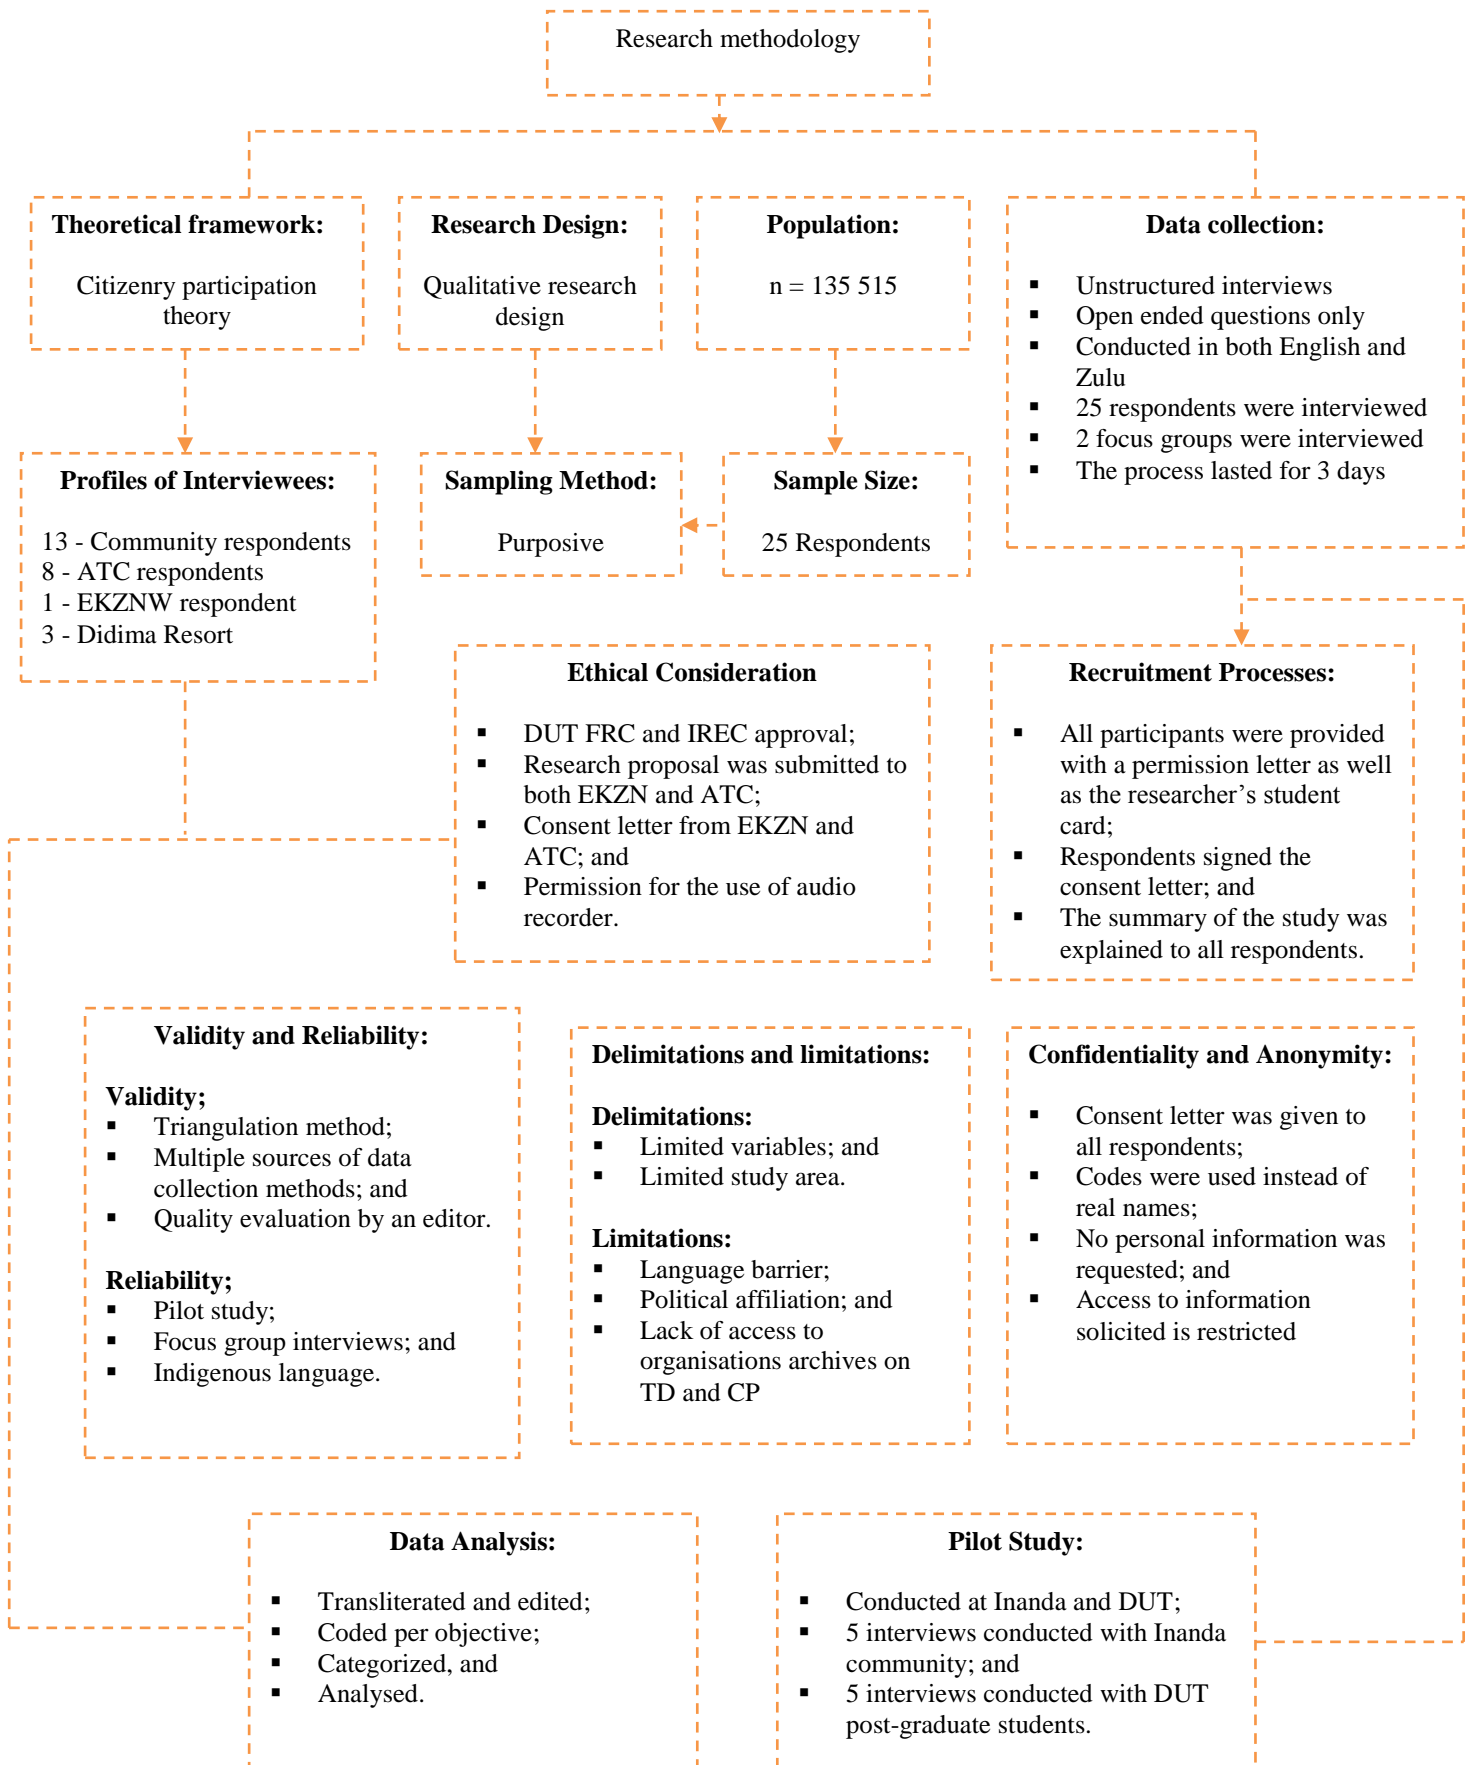 Research methodology
Theoretical framework:
Citizenry participation
theory
Research Design:
Qualitative research
design
Population:
n = 135 515
Data collection:
▪ Unstructured interviews
▪ Open ended questions only
▪ Conducted in both English and
Zulu
▪ 25 respondents were interviewed
▪ 2 focus groups were interviewed
▪ The process lasted for 3 days
Profiles of Interviewees:
13 - Community respondents
8 - ATC respondents
1 - EKZNW respondent
3 - Didima Resort
Sampling Method:
Purposive
Sample Size:
25 Respondents
Ethical Consideration
▪ DUT FRC and IREC approval;
▪ Research proposal was submitted to
both EKZN and ATC;
▪ Consent letter from EKZN and
ATC; and
▪ Permission for the use of audio
recorder.
Recruitment Processes:
▪ All participants were provided
with a permission letter as well
as the researcher’s student
card;
▪ Respondents signed the
consent letter; and
▪ The summary of the study was
explained to all respondents.
Validity and Reliability:
Validity;
▪ Triangulation method;
▪ Multiple sources of data
collection methods; and
▪ Quality evaluation by an editor.
Reliability;
▪ Pilot study;
▪ Focus group interviews; and
▪ Indigenous language.
Delimitations and limitations:
Delimitations:
▪ Limited variables; and
▪ Limited study area.
Limitations:
▪ Language barrier;
▪ Political affiliation; and
▪ Lack of access to
organisations archives on
TD and CP
Confidentiality and Anonymity:
▪ Consent letter was given to
all respondents;
▪ Codes were used instead of
real names;
▪ No personal information was
requested; and
▪ Access to information
solicited is restricted
Data Analysis:
▪ Transliterated and edited;
▪ Coded per objective;
▪ Categorized, and
▪ Analysed.
Pilot Study:
▪ Conducted at Inanda and DUT;
▪ 5 interviews conducted with Inanda
community; and
▪ 5 interviews conducted with DUT
post-graduate students.